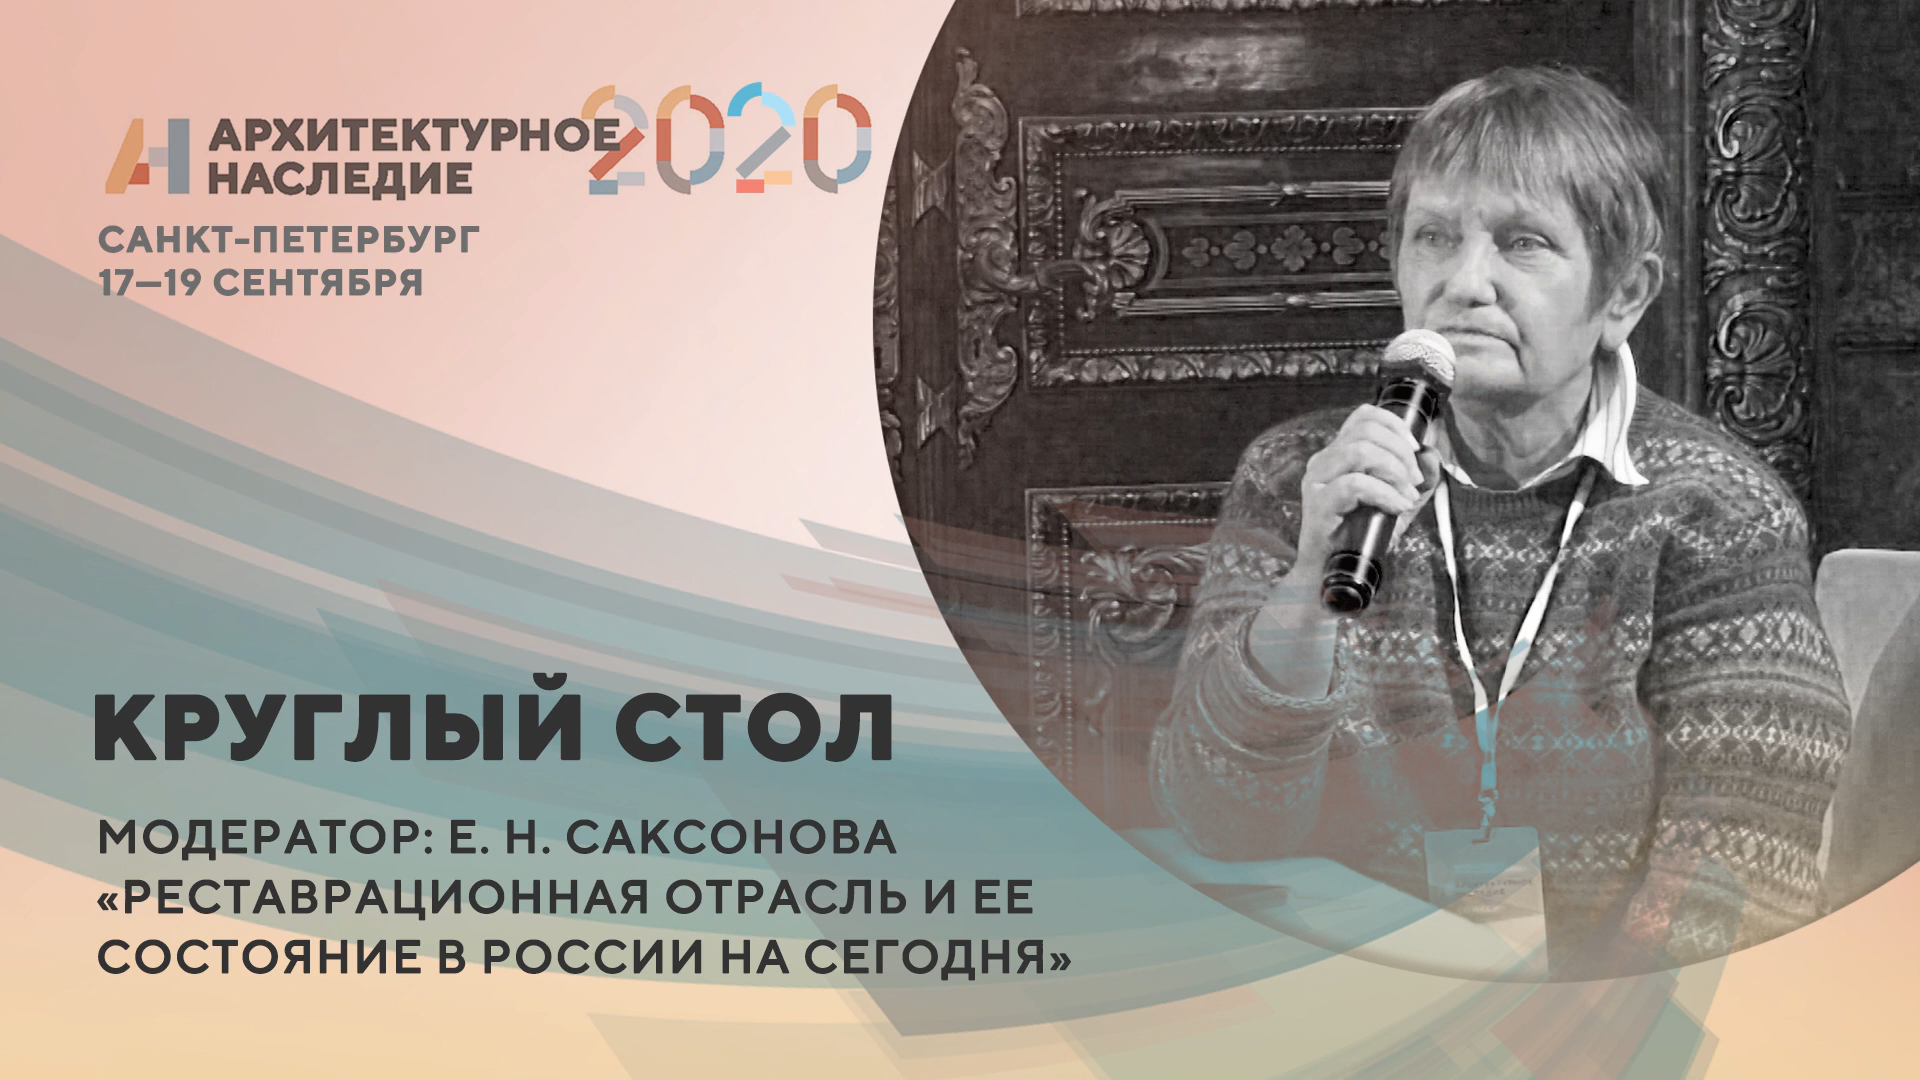 АН АРХИТЕКТУРНОЕ 2020
НАСЛЕДИЕ
САНКТ-ПЕТЕРБУРГ
17—19 СЕНТЯБРЯ
КРУГЛЫЙ СТОЛ
МОДЕРАТОР: Е. Н. САКСОНОВА
«РЕСТАВРАЦИОННАЯ ОТРАСЛЬ И ЕЕ
СОСТОЯНИЕ В РОССИИ НА СЕГОДНЯ»